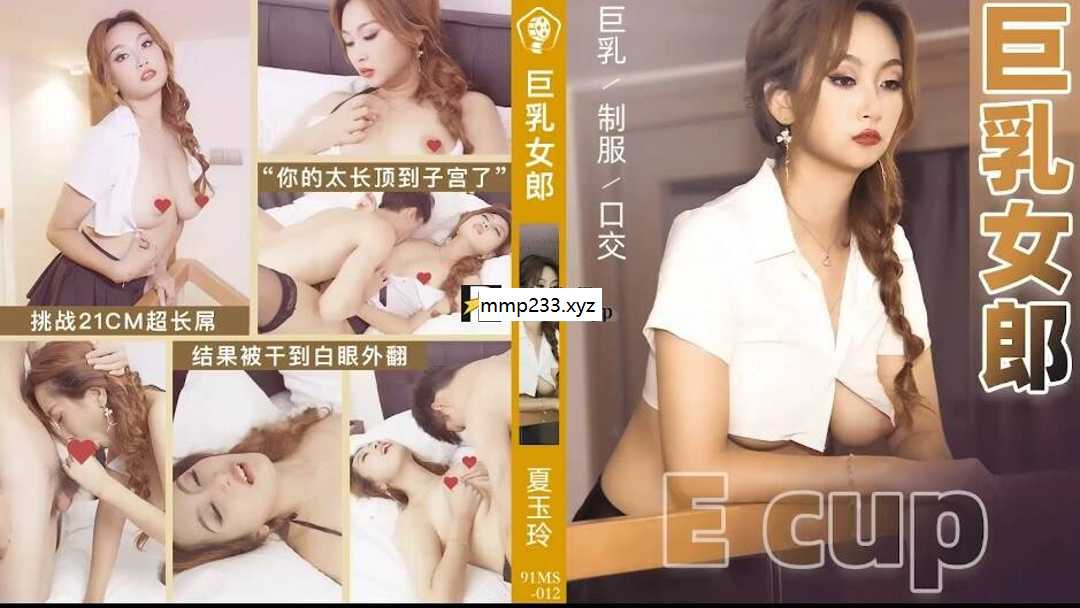 “你的太长顶到子宫了”
挑战21CM超长屌
结果被干到白眼外翻
巨乳女郎
mmp233.xyz
夏玉玲
91MS
-012
巨乳／制服／口交
巨乳女郎
E cup